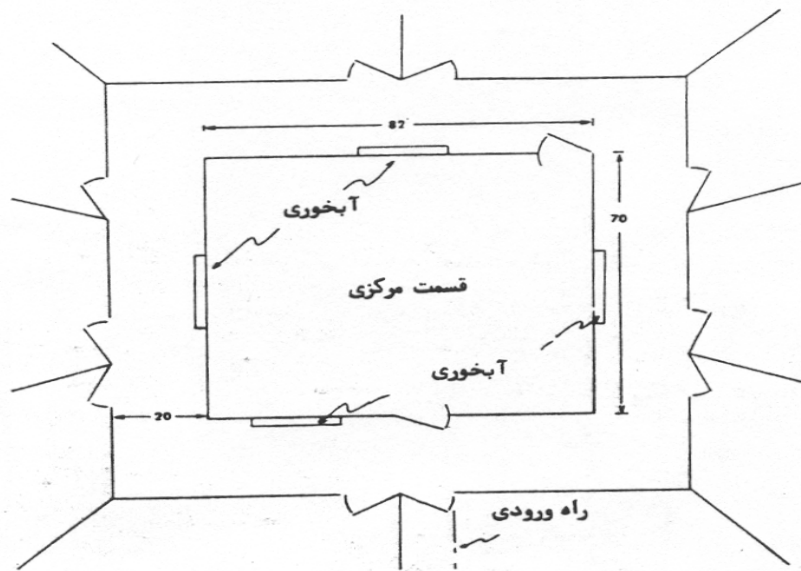 82
آبخوری
70
قسمت مرکزی
آبخوری
20
راه ورودی